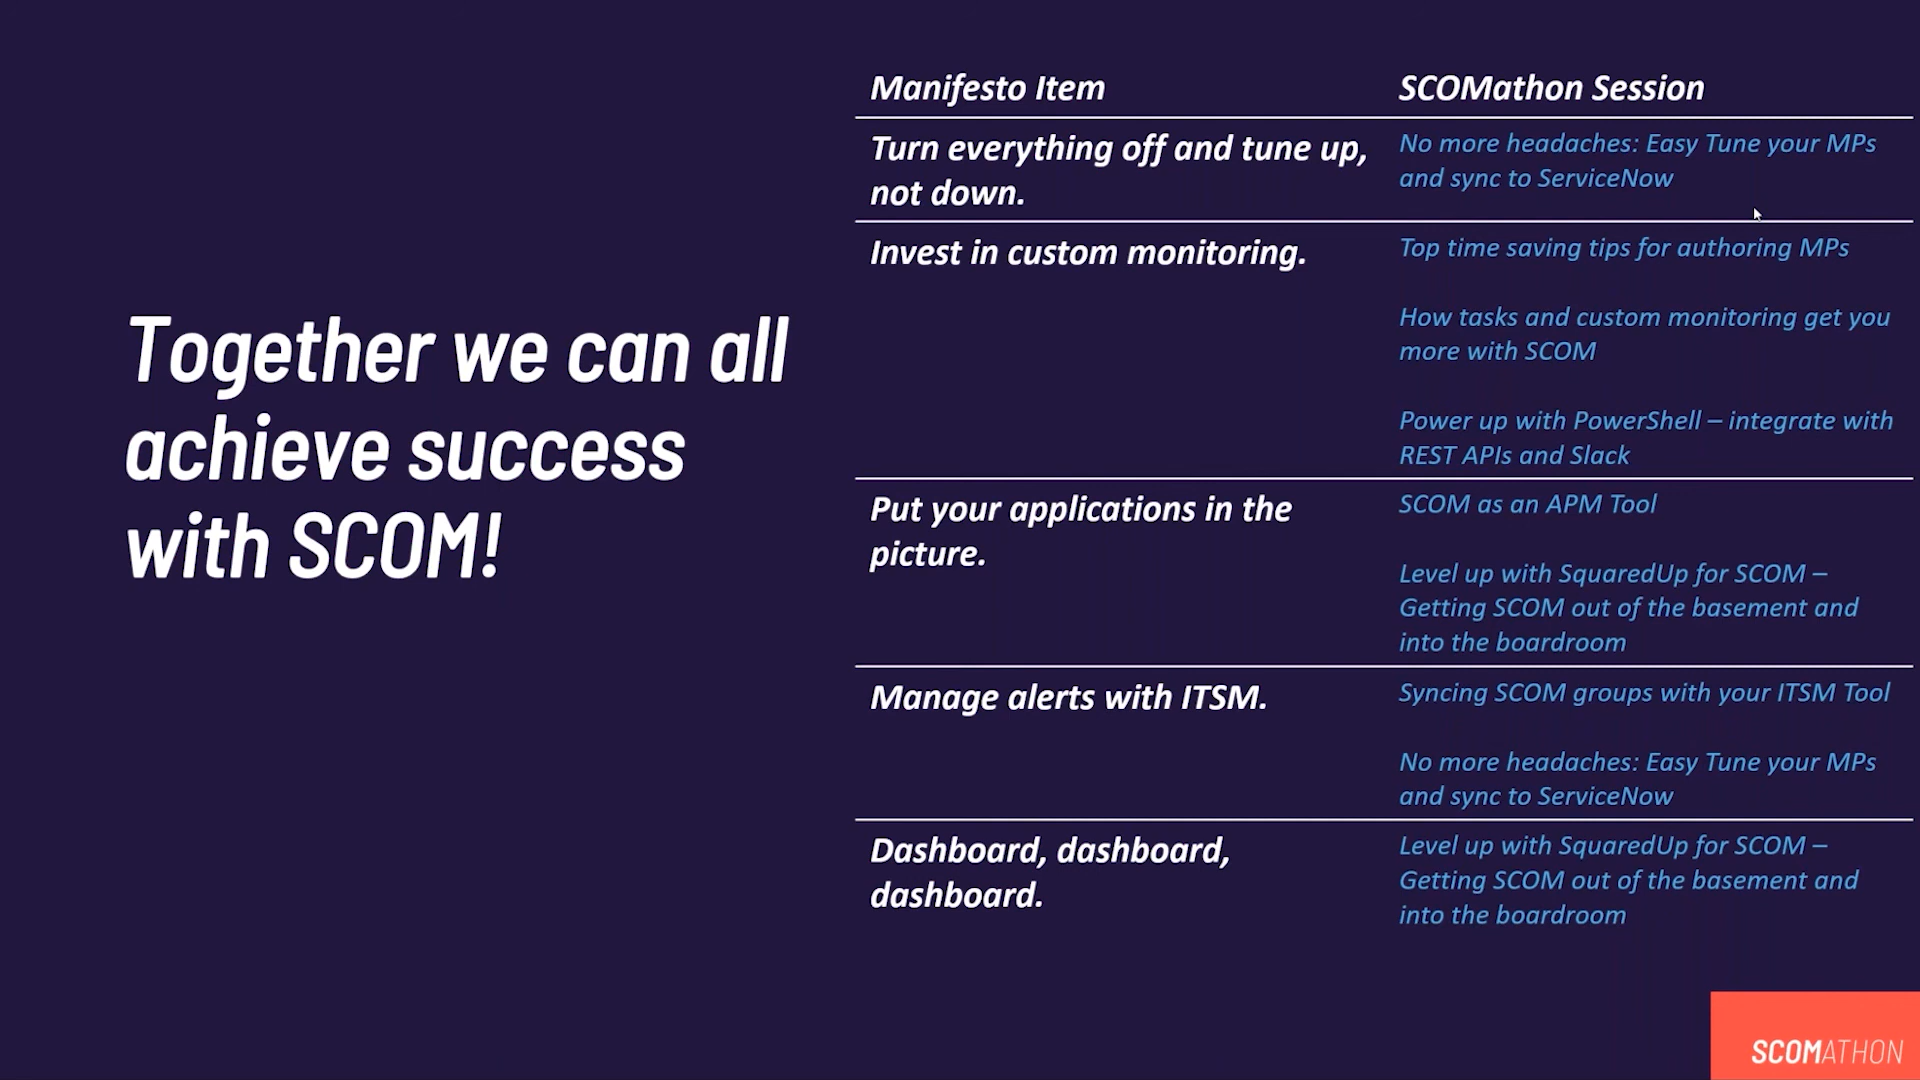 Together we can all
achieve success
with SCOM!
Manifesto Item
SCOMathon Session
Turn everything off and tune up,
not down.
No more headaches: Easy Tune your MPs
and sync to ServiceNow
Invest in custom monitoring.
Top time saving tips for authoring MPs
How tasks and custom monitoring get you
more with SCOM
Power up with PowerShell – integrate with
REST APIs and Slack
Put your applications in the
picture.
SCOM as an APM Tool
Level up with SquaredUp for SCOM –
Getting SCOM out of the basement and
into the boardroom
Manage alerts with ITSM.
Syncing SCOM groups with your ITSM Tool
No more headaches: Easy Tune your MPs
and sync to ServiceNow
Dashboard, dashboard,
dashboard.
Level up with SquaredUp for SCOM –
Getting SCOM out of the basement and
into the boardroom
SCOMATHON